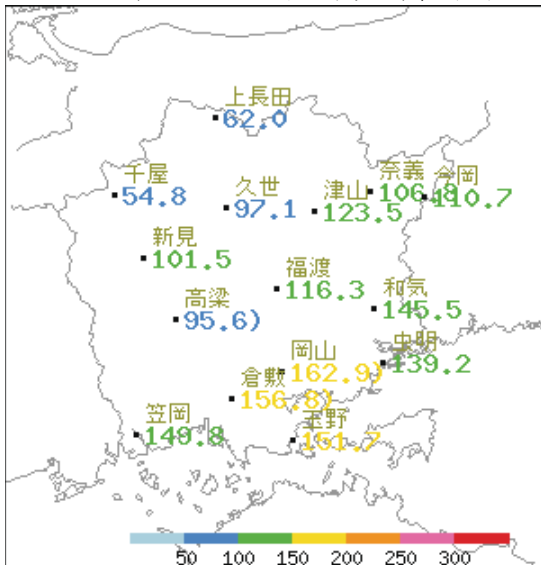 上長田
62.0
千屋
54.8
久世
97.1
津山
123.5
奈義
106.8
今岡
110.7
新見
101.5
福渡
116.3
和気
145.5
高梁
95.6)
虫明
139.2
岡山
162.9)
倉敷
156.8)
笠岡
149.8
玉野
151.7
50 100 150 200 250 300